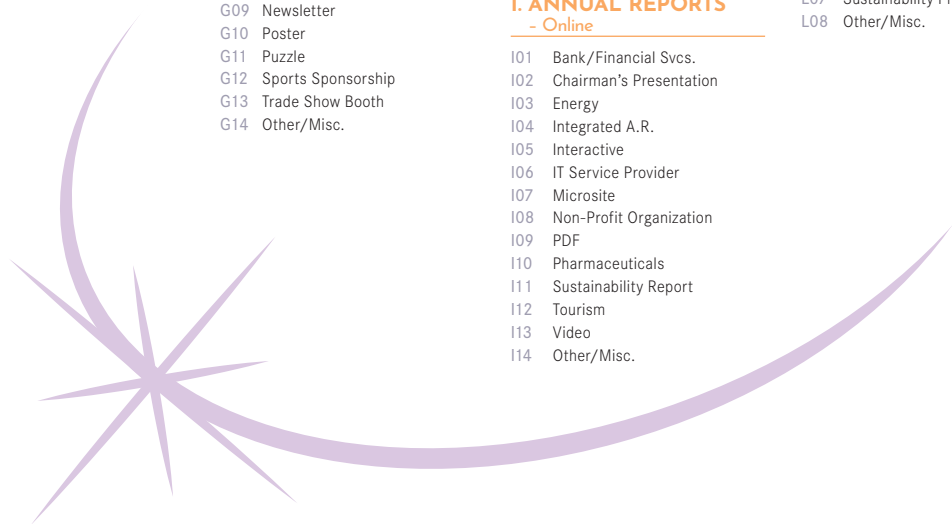 G09 Newsletter
G10 Poster
G11 Puzzle
G12 Sports Sponsorship
G13 Trade Show Booth
G14 Other/Misc.
I. ANNUAL REPORTS
- Online
I01 Bank/Financial Svcs.
I02 Chairman's Presentation
I03 Energy
I04 Integrated A.R.
I05 Interactive
I06 IT Service Provider
I07 Microsite
I08 Non-Profit Organization
I09 PDF
I10 Pharmaceuticals
I11 Sustainability Report
I12 Tourism
I13 Video
I14 Other/Misc.
L08 Other/Misc.